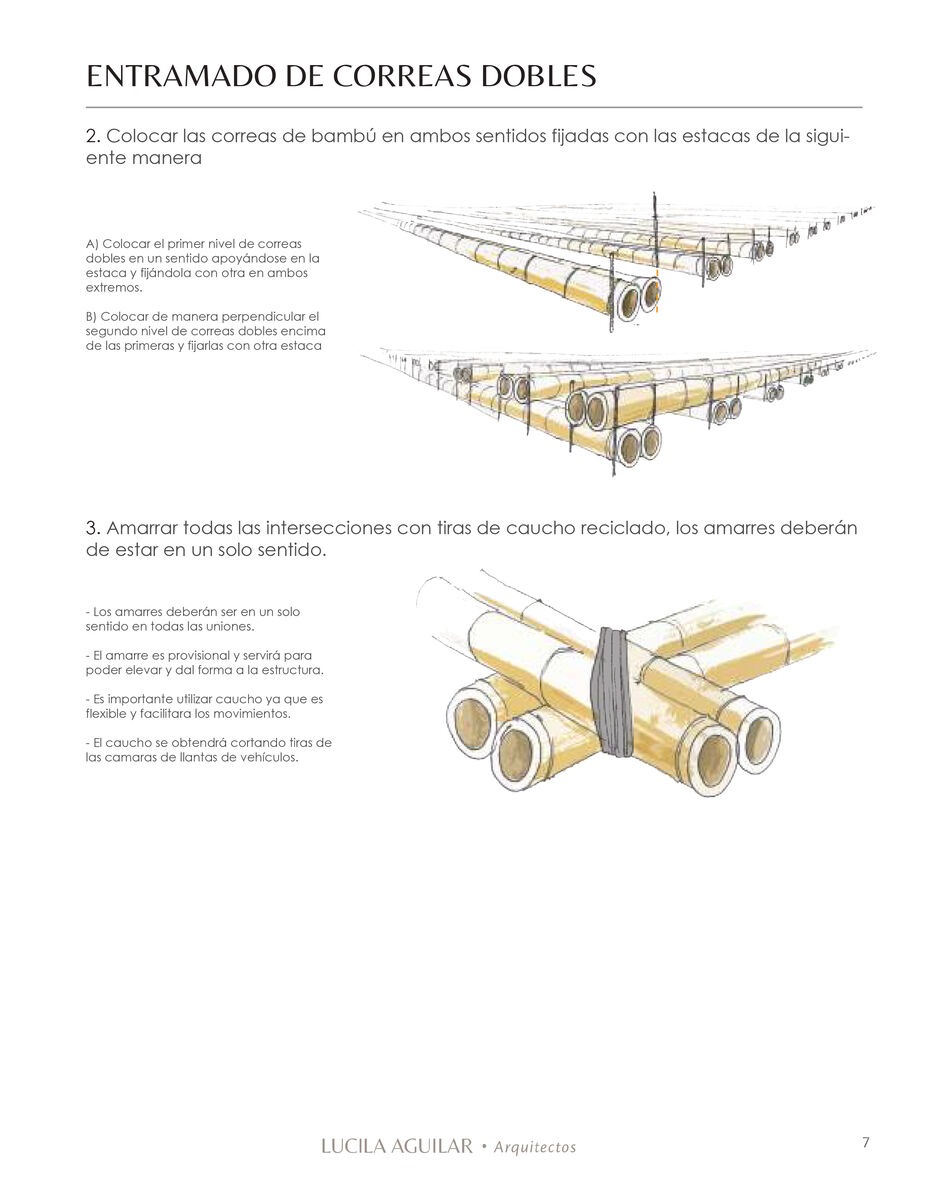 ENTRAMADO DE CORREAS DOBLES
2. Colocar las correas de bambú en ambos sentidos fijadas con las estacas de la sigui-
ente manera
A) Colocar el primer nivel de correas
dobles en un sentido apoyándose en la
estaca y fijándola con otra en ambos
extremos.
B) Colocar de manera perpendicular el
segundo nivel de correas dobles encima
de las primeras y fijarlas con otra estaca
3. Amarrar todas las intersecciones con tiras de caucho reciclado, los amarres deberán
de estar en un solo sentido.
- Los amarres deberán ser en un solo
sentido en todas las uniones.
- El amarre es provisional y servirá para
poder elevar y dal forma a la estructura.
- Es importante utilizar caucho ya que es
flexible y facilitara los movimientos.
- El caucho se obtendrá cortando tiras de
las camaras de llantas de vehículos.
LUCILA AGUILAR • Arquitectos
7